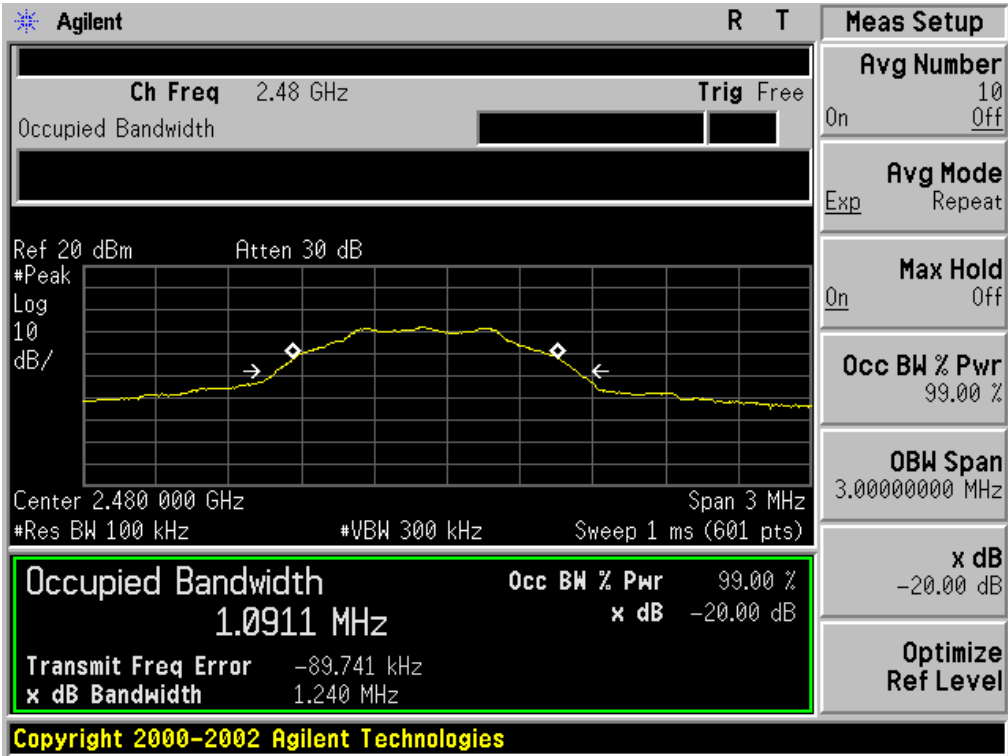 Agilent R T
Ch Freq 2.48 GHz Trig Free
Occupied Bandwidth
Ref 20 dBm Atten 30 dB
#Peak
Log
10
dB/
Center 2.480 000 GHz Span 3 MHz
#Res BW 100 kHz #VBW 300 kHz Sweep 1 ms (601 pts)
Occupied Bandwidth Occ BW % Pwr 99.00 %
1.0911 MHz x dB -20.00 dB
Transmit Freq Error -89.741 kHz
x dB Bandwidth 1.240 MHz
Copyright 2000-2002 Agilent Technologies
Meas Setup
Avg Number
10
On Off
Avg Mode
Exp Repeat
Max Hold
On Off
Occ BW % Pwr
99.00 %
OBW Span
3.00000000 MHz
x dB
-20.00 dB
Optimize
Ref Level